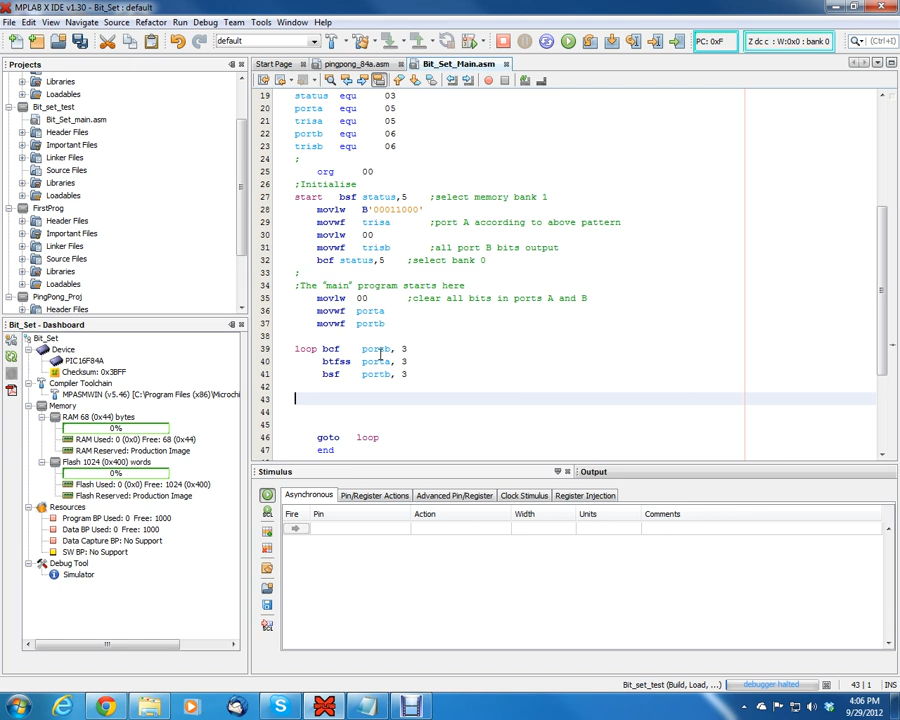 MPLAB X IDE v1.30 - Bit_Set : default
File Edit View Navigate Source Refactor Run Debug Team Tools Window Help
default PC: 0xF Z dc c : W:0x0 : bank 0 (Ctrl+I)
Projects
Libraries
Loadables
Bit_set_test
Bit_Set_main.asm
Header Files
Important Files
Linker Files
Source Files
Libraries
Loadables
FirstProg
Header Files
Important Files
Linker Files
Source Files
Libraries
Loadables
PingPong_Proj
Header Files
Bit_Set - Dashboard
Bit_Set
Device
PIC16F84A
Checksum: 0x3BFF
Compiler Toolchain
MPASMWIN (v5.46) [C:\Program Files (x86)\Microchi
Memory
RAM 68 (0x44) bytes
0%
RAM Used: 0 (0x0) Free: 68 (0x44)
RAM Reserved: Production Image
Flash 1024 (0x400) words
0%
Flash Used: 0 (0x0) Free: 1024 (0x400)
Flash Reserved: Production Image
Resources
Program BP Used: 0 Free: 1000
Data BP Used: 0 Free: 1000
Data Capture BP: No Support
SW BP: No Support
Debug Tool
Simulator
Start Page pingpong_84a.asm Bit_Set_Main.asm
19 status equ 03
20 porta equ 05
21 trisa equ 05
22 portb equ 06
23 trisb equ 06
24 ;
25 org 00
26 ;Initialise
27 start bsf status,5 ;select memory bank 1
28 movlw B'00011000'
29 movwf trisa ;port A according to above pattern
30 movlw 00
31 movwf trisb ;all port B bits output
32 bcf status,5 ;select bank 0
33 ;
34 ;The "main" program starts here
35 movlw 00 ;clear all bits in ports A and B
36 movwf porta
37 movwf portb
38
39 loop bcf portb, 3
40 btfss porta, 3
41 bsf portb, 3
42
43
44
45
46 goto loop
47 end
Stimulus Output
Asynchronous Pin/Register Actions Advanced Pin/Register Clock Stimulus Register Injection
Fire Pin Action Width Units Comments
SCL
SCL
Bit_set_test (Build, Load, ...) debugger halted 43 | 1 INS
4:06 PM
9/29/2012